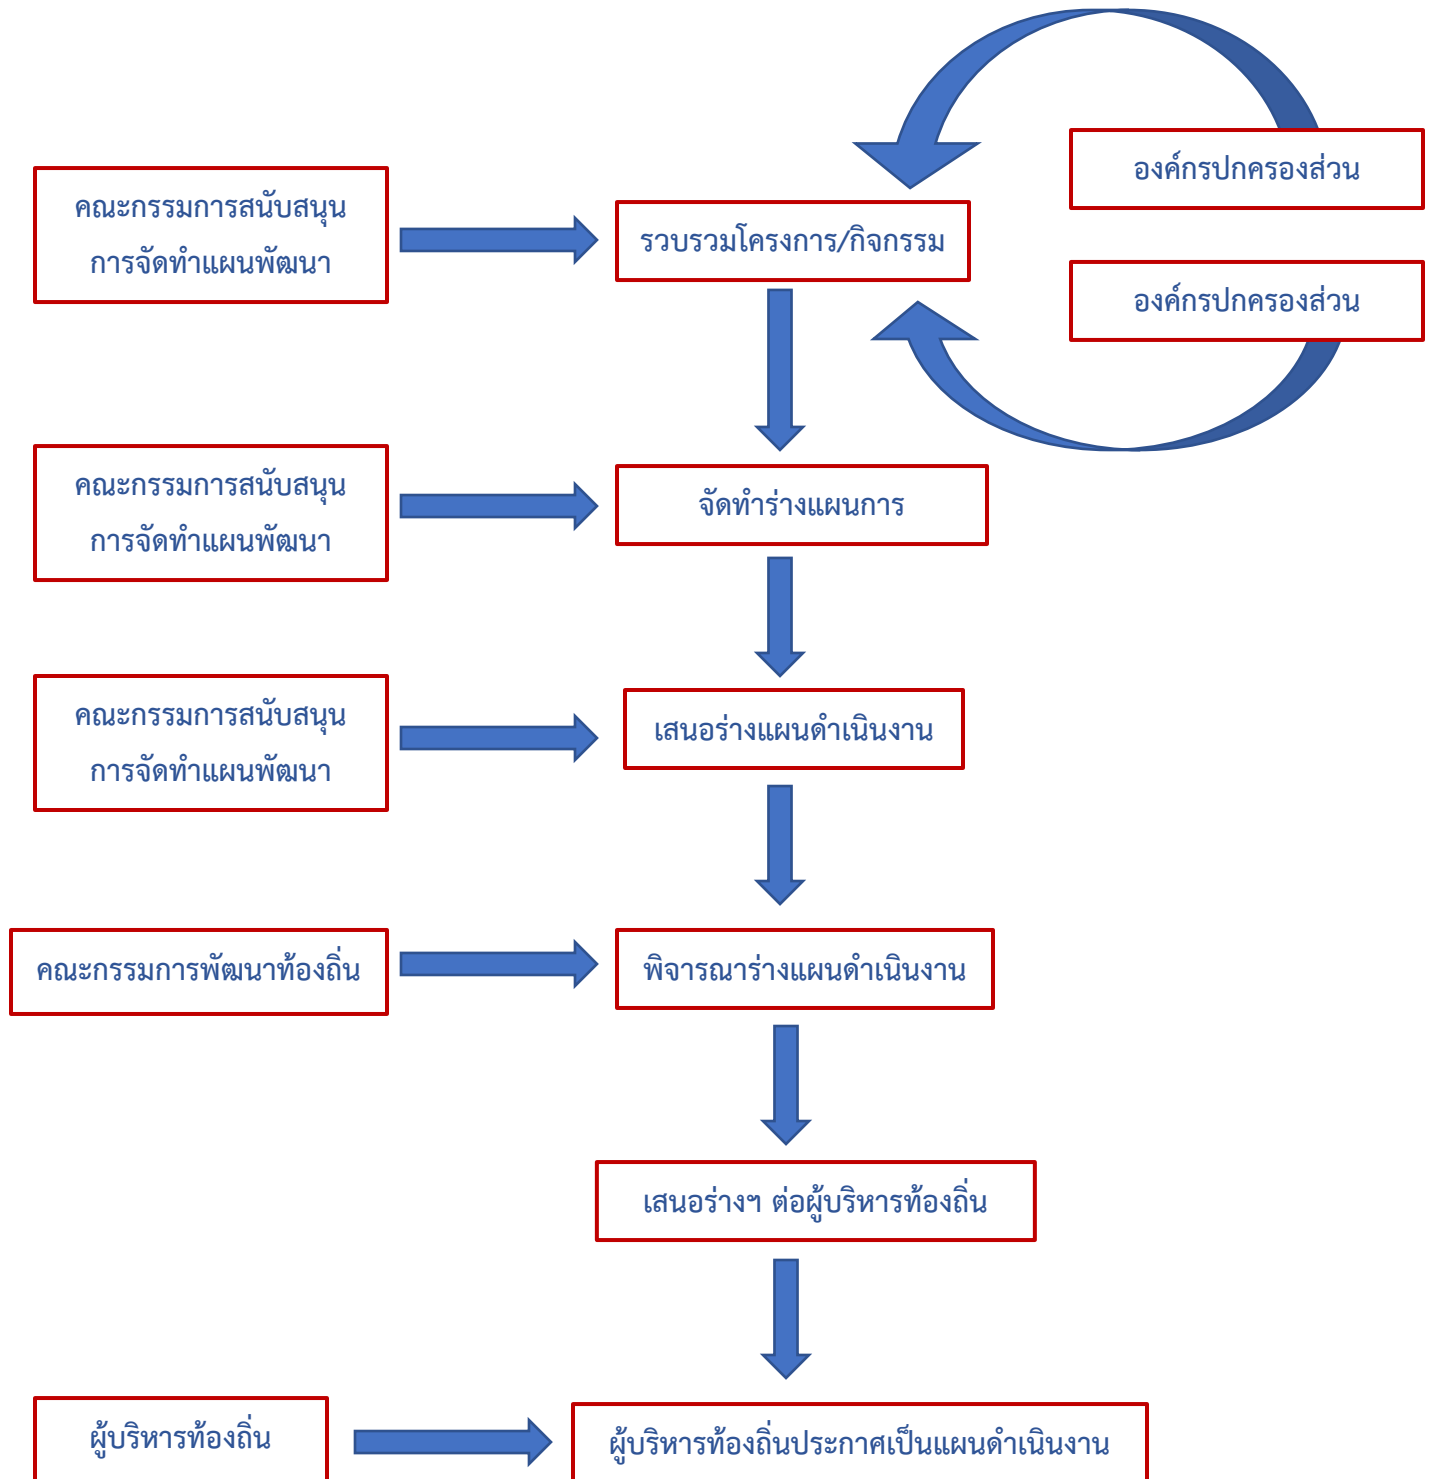 องค์กรปกครองส่วน
คณะกรรมการสนับสนุน
การจัดทำแผนพัฒนา
รวบรวมโครงการ/กิจกรรม
องค์กรปกครองส่วน
คณะกรรมการสนับสนุน
การจัดทำแผนพัฒนา
จัดทำร่างแผนการ
คณะกรรมการสนับสนุน
การจัดทำแผนพัฒนา
เสนอร่างแผนดำเนินงาน
คณะกรรมการพัฒนาท้องถิ่น
พิจารณาร่างแผนดำเนินงาน
เสนอร่างฯ ต่อผู้บริหารท้องถิ่น
ผู้บริหารท้องถิ่น
ผู้บริหารท้องถิ่นประกาศเป็นแผนดำเนินงาน